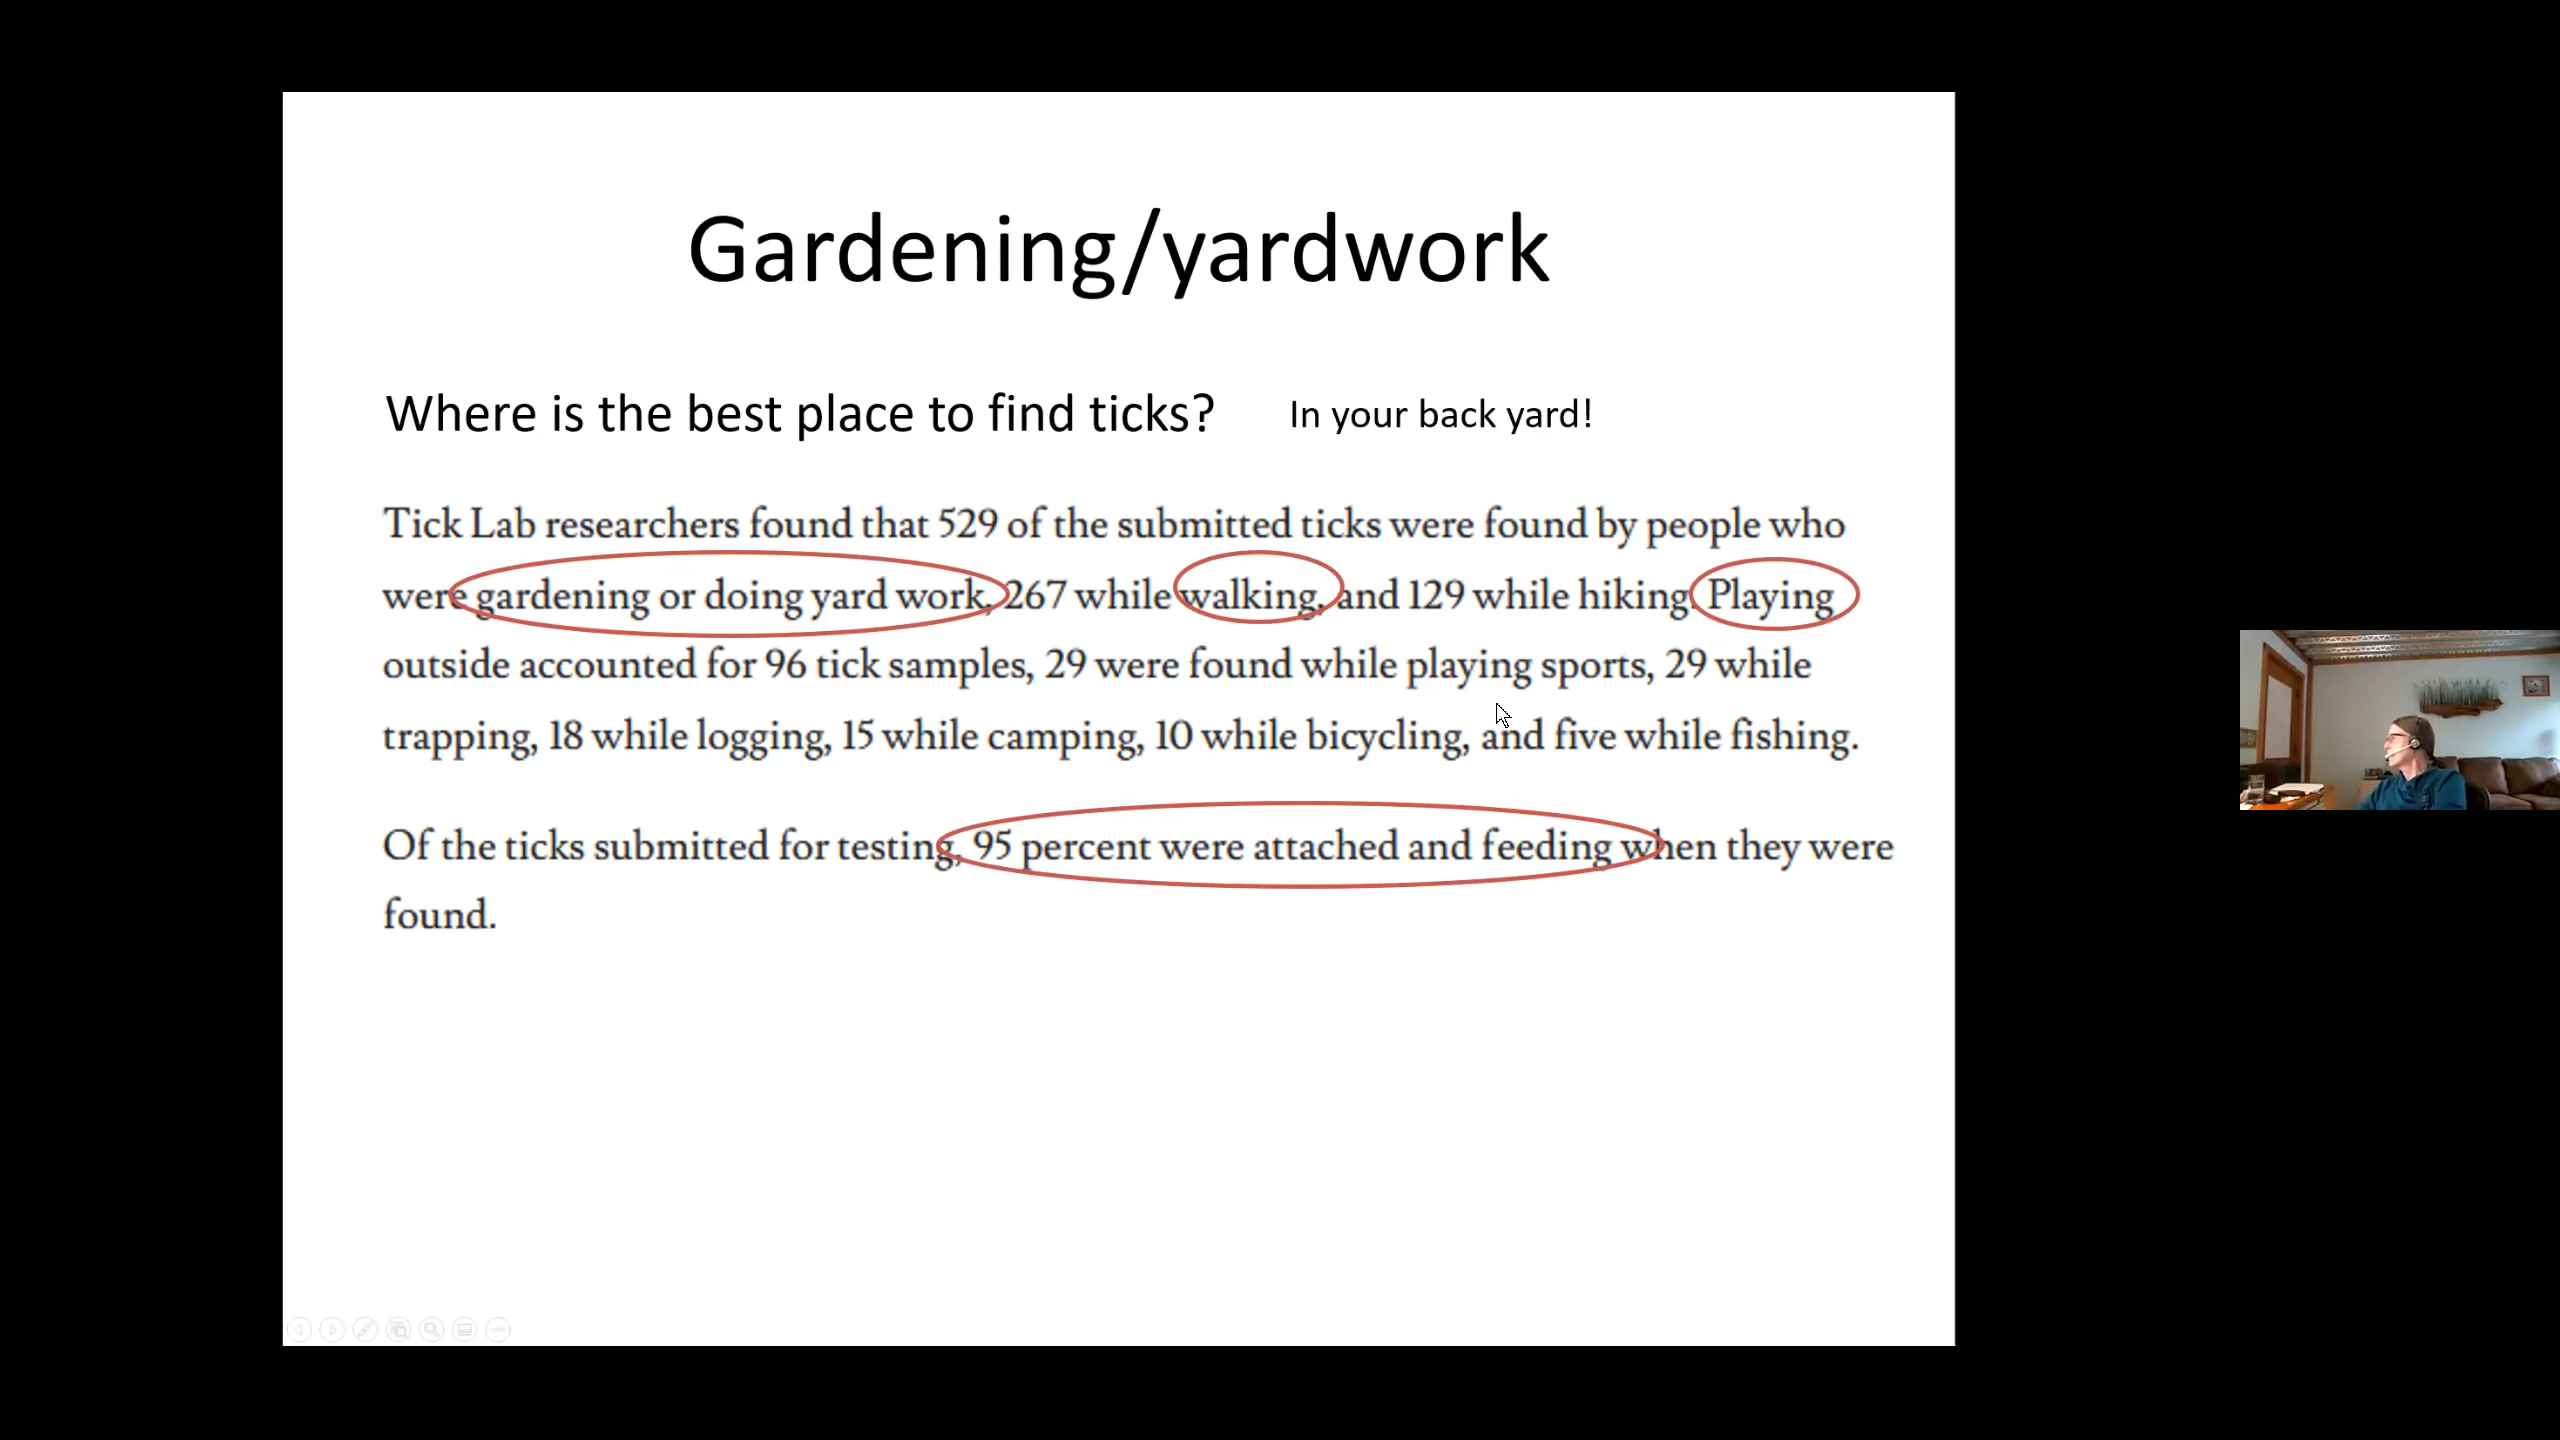 Gardening/yardwork
Where is the best place to find ticks? In your back yard!
Tick Lab researchers found that 529 of the submitted ticks were found by people who
were gardening or doing yard work, 267 while walking, and 129 while hiking. Playing
outside accounted for 96 tick samples, 29 were found while playing sports, 29 while
trapping, 18 while logging, 15 while camping, 10 while bicycling, and five while fishing.
Of the ticks submitted for testing, 95 percent were attached and feeding when they were
found.